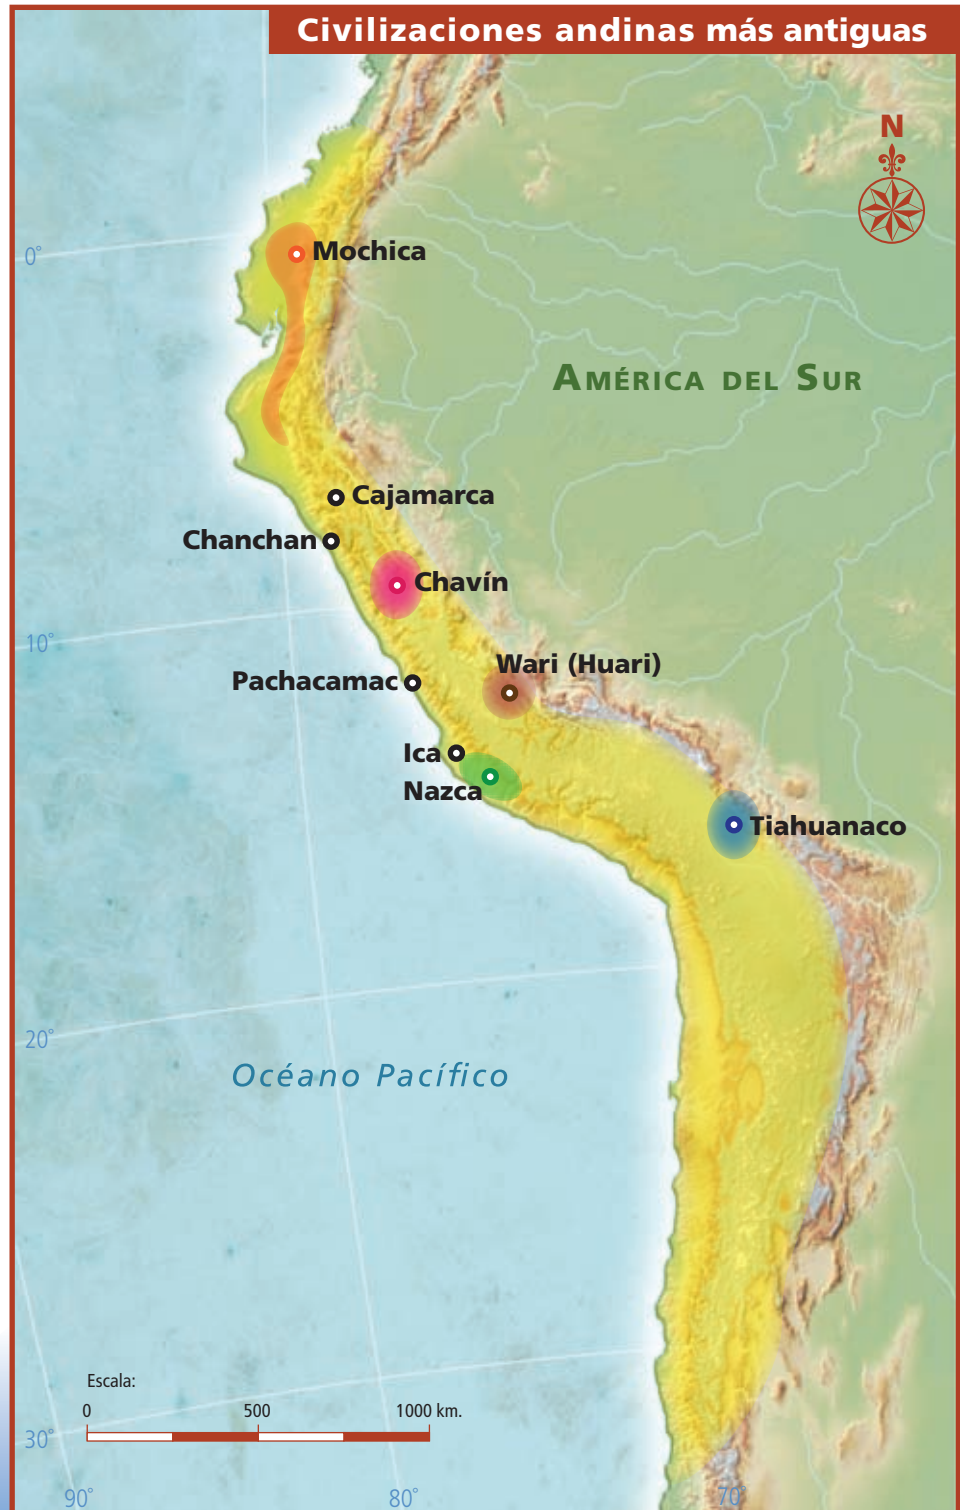 Civilizaciones andinas más antiguas
N
0°
Mochica
AMÉRICA DEL SUR
Cajamarca
Chanchan
Chavín
10°
Wari (Huari)
Pachacamac
Ica
Nazca
Tiahuanaco
20°
Océano Pacífico
Escala:
0 500 1000 km.
30°
90° 80° 70°